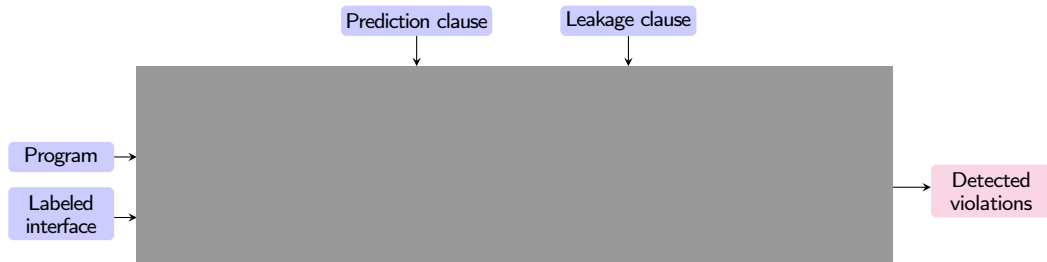 Prediction clause
Leakage clause
Program
Labeled
interface
Detected
violations